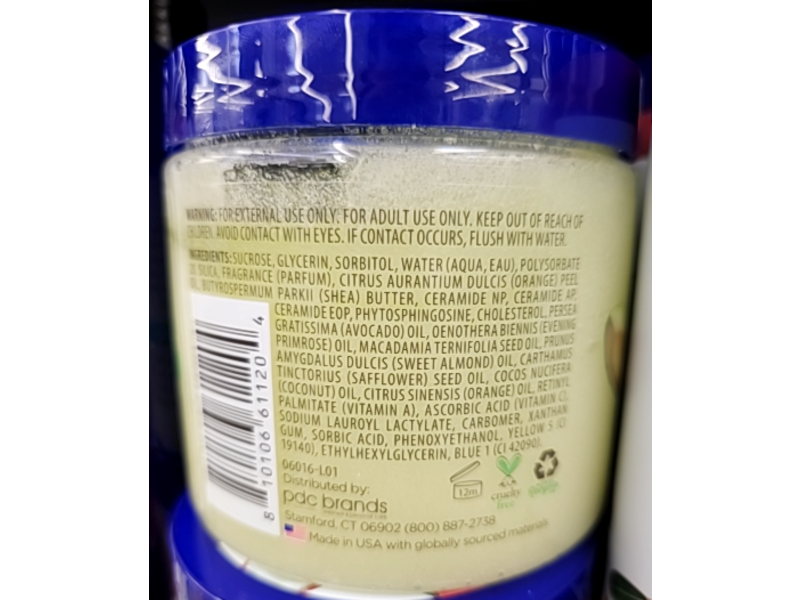 WARNING: FOR EXTERNAL USE ONLY. FOR ADULT USE ONLY. KEEP OUT OF REACH OF
CHILDREN. AVOID CONTACT WITH EYES. IF CONTACT OCCURS, FLUSH WITH WATER.
INGREDIENTS: SUCROSE, GLYCERIN, SORBITOL, WATER (AQUA, EAU), POLYSORBATE
20, SILICA, FRAGRANCE (PARFUM), CITRUS AURANTIUM DULCIS (ORANGE) PEEL
OIL, BUTYROSPERMUM PARKII (SHEA) BUTTER, CERAMIDE NP, CERAMIDE AP,
CERAMIDE EOP, PHYTOSPHINGOSINE, CHOLESTEROL, PERSEA
GRATISSIMA (AVOCADO) OIL, OENOTHERA BIENNIS (EVENING
PRIMROSE) OIL, MACADAMIA TERNIFOLIA SEED OIL, PRUNUS
AMYGDALUS DULCIS (SWEET ALMOND) OIL, CARTHAMUS
TINCTORIUS (SAFFLOWER) SEED OIL, COCOS NUCIFERA
(COCONUT) OIL, CITRUS SINENSIS (ORANGE) OIL, RETINYL
PALMITATE (VITAMIN A), ASCORBIC ACID (VITAMIN C),
SODIUM LAUROYL LACTYLATE, CARBOMER, XANTHAN
GUM, SORBIC ACID, PHENOXYETHANOL, YELLOW 5 (CI
19140), ETHYLHEXYLGLYCERIN, BLUE 1 (CI 42090).
8 10106 61120 4
06016-L01
Distributed by:
pdc brands
Stamford, CT 06902 (800) 887-2738
Made in USA with globally sourced materials
12m
cruelty
free